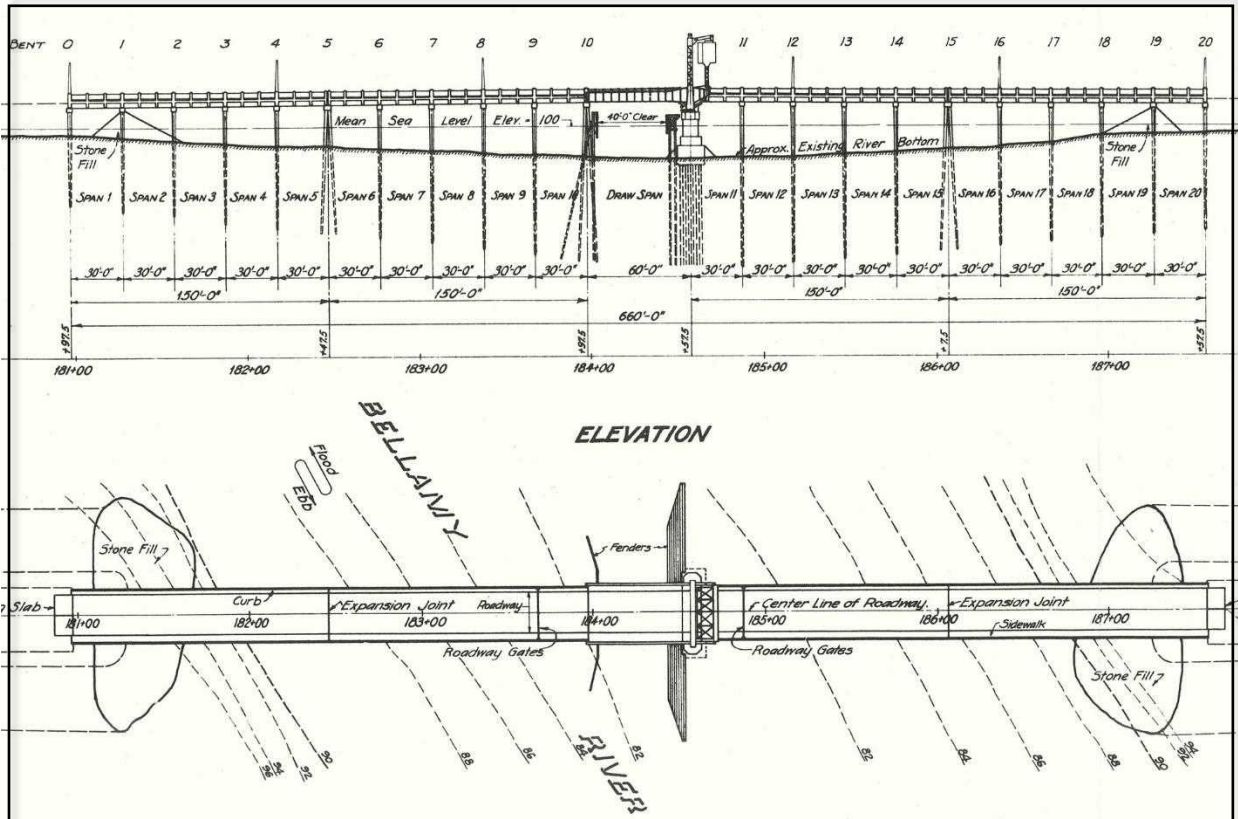 BENT 0 1 2 3 4 5 6 7 8 9 10 11 12 13 14 15 16 17 18 19 20
Mean Sea Level Elev. = 100
40'-0" Clear
Stone Fill
Approx. Existing River Bottom
Stone Fill
SPAN 1 SPAN 2 SPAN 3 SPAN 4 SPAN 5 SPAN 6 SPAN 7 SPAN 8 SPAN 9 SPAN 10 DRAW SPAN SPAN 11 SPAN 12 SPAN 13 SPAN 14 SPAN 15 SPAN 16 SPAN 17 SPAN 18 SPAN 19 SPAN 20
30'-0" 30'-0" 30'-0" 30'-0" 30'-0" 30'-0" 30'-0" 30'-0" 30'-0" 30'-0" 60'-0" 30'-0" 30'-0" 30'-0" 30'-0" 30'-0" 30'-0" 30'-0" 30'-0" 30'-0" 30'-0"
150'-0" 150'-0" 150'-0" 150'-0"
660'-0"
+97.5 +47.5 +97.5 +57.5 +7.5 +57.5
181+00 182+00 183+00 184+00 185+00 186+00 187+00
ELEVATION
BELLAMY
Flood
Ebb
Stone Fill
Fenders
Slab
Curb
Expansion Joint
Roadway
Center Line of Roadway
Expansion Joint
181+00 182+00 183+00 184+00 185+00 186+00 187+00
Sidewalk
Roadway Gates
Roadway Gates
Stone Fill
RIVER
96 94 92 90 88 86 84 82 82 84 86 88 90 92 94